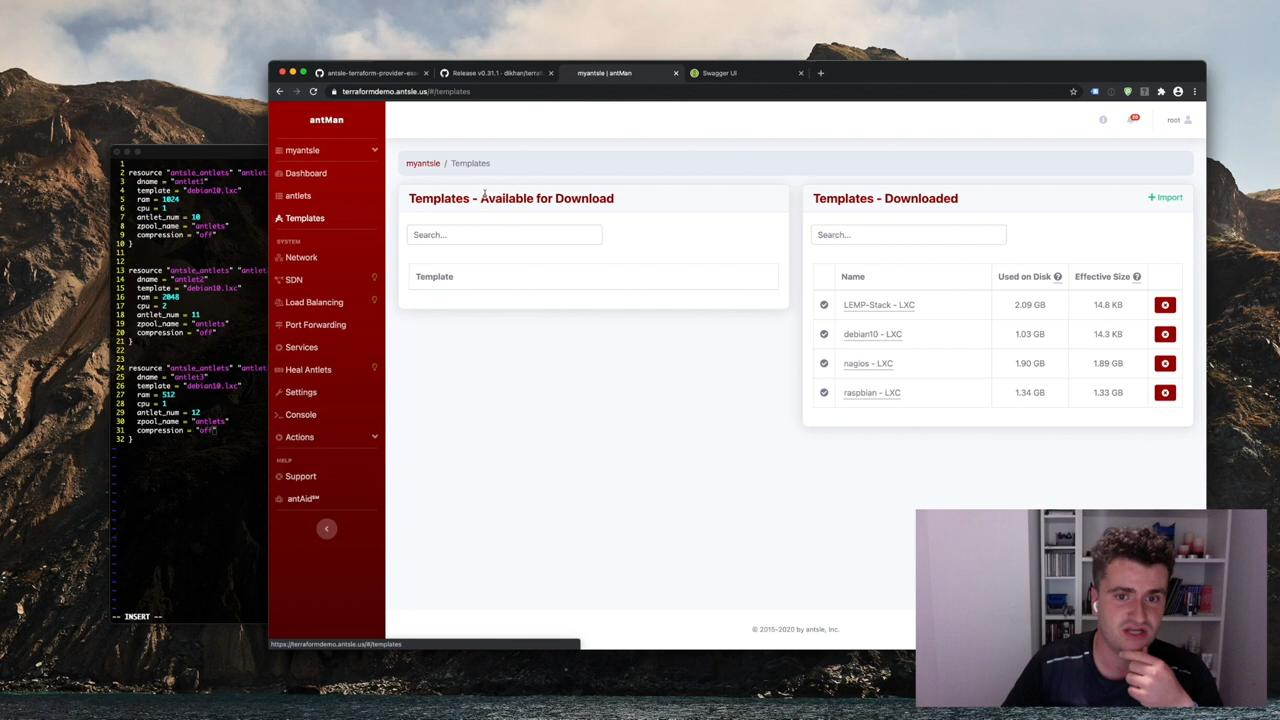 antsle-terraform-provider-exa
Release v0.31.1 · dikhan/terraf
myantsle | antMan
Swagger UI
terraformdemo.antsle.us/#/templates
antMan
myantsle
Dashboard
antlets
Templates
SYSTEM
Network
SDN
Load Balancing
Port Forwarding
Services
Heal Antlets
Settings
Console
Actions
HELP
Support
antAid℠
root
myantsle / Templates
Templates - Available for Download
Search...
Template
Templates - Downloaded
+ Import
Search...
Name Used on Disk Effective Size
LEMP-Stack - LXC 2.09 GB 14.8 KB
debian10 - LXC 1.03 GB 14.3 KB
nagios - LXC 1.90 GB 1.89 GB
raspbian - LXC 1.34 GB 1.33 GB
© 2015-2020 by antsle, Inc.
https://terraformdemo.antsle.us/#/templates
1
2 resource "antsle_antlets" "antlet
3 dname = "antlet1"
4 template = "debian10.lxc"
5 ram = 1024
6 cpu = 1
7 antlet_num = 10
8 zpool_name = "antlets"
9 compression = "off"
10 }
11
12
13 resource "antsle_antlets" "antlet
14 dname = "antlet2"
15 template = "debian10.lxc"
16 ram = 2048
17 cpu = 2
18 antlet_num = 11
19 zpool_name = "antlets"
20 compression = "off"
21 }
22
23
24 resource "antsle_antlets" "antlet
25 dname = "antlet3"
26 template = "debian10.lxc"
27 ram = 512
28 cpu = 1
29 antlet_num = 12
30 zpool_name = "antlets"
31 compression = "off"
32 }
-- INSERT --